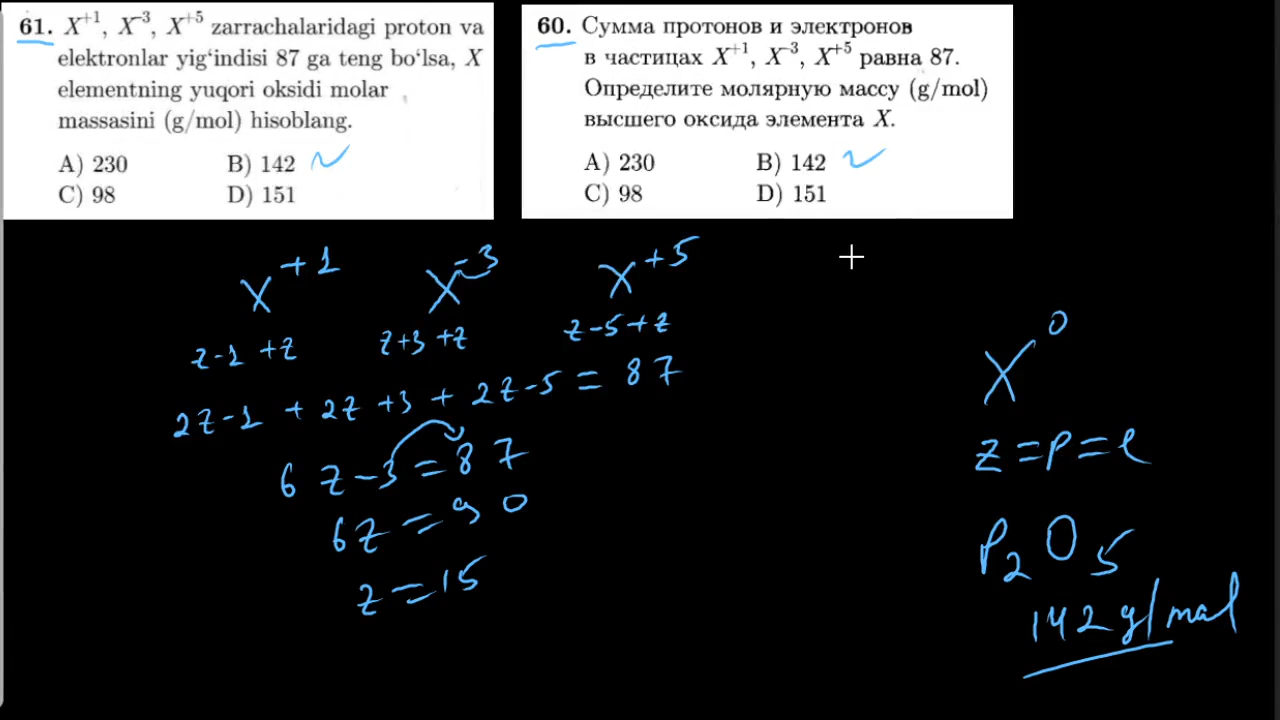 61. X⁺¹, X⁻³, X⁺⁵ zarrachalaridagi proton va
elektronlar yig‘indisi 87 ga teng bo‘lsa, X
elementning yuqori oksidi molar
massasini (g/mol) hisoblang.
A) 230 B) 142
C) 98 D) 151
60. Сумма протонов и электронов
в частицах X⁺¹, X⁻³, X⁺⁵ равна 87.
Определите молярную массу (g/mol)
высшего оксида элемента X.
A) 230 B) 142
C) 98 D) 151
X⁺¹ X⁻³ X⁺⁵
z-1+z z+3+z z-5+z
2z-1 + 2z+3 + 2z-5 = 87
6z-3=87
6z=90
z=15
X⁰
z=p=e
P₂O₅
142 g/mal